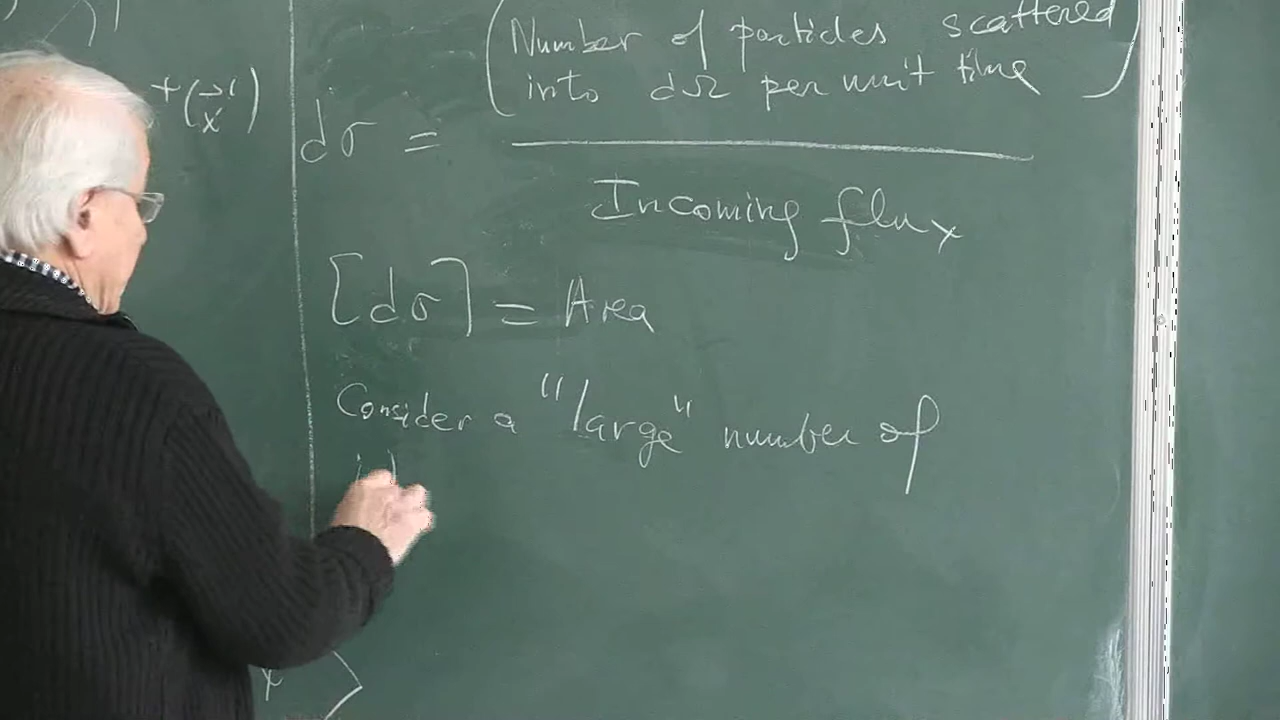 +(x⃗')
(Number of particles scattered
into dΩ per unit time)
dσ =
Incoming flux
[dσ] = Area
Consider a "large" number of
x